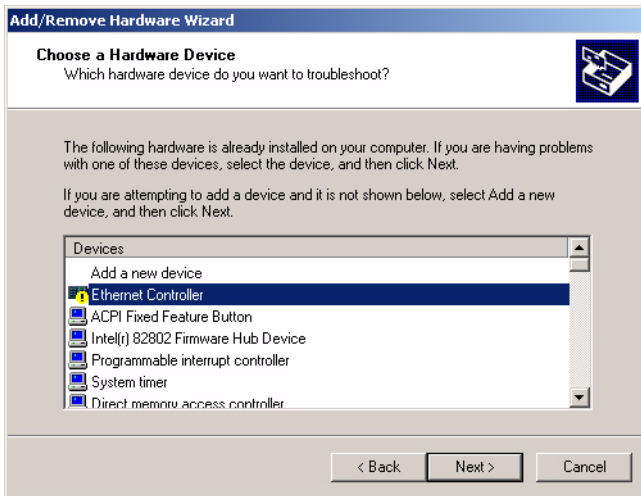 Add/Remove Hardware Wizard
Choose a Hardware Device
Which hardware device do you want to troubleshoot?
The following hardware is already installed on your computer. If you are having problems
with one of these devices, select the device, and then click Next.
If you are attempting to add a device and it is not shown below, select Add a new
device, and then click Next.
Devices
Add a new device
Ethernet Controller
ACPI Fixed Feature Button
Intel(r) 82802 Firmware Hub Device
Programmable interrupt controller
System timer
Direct memory access controller
< Back Next > Cancel